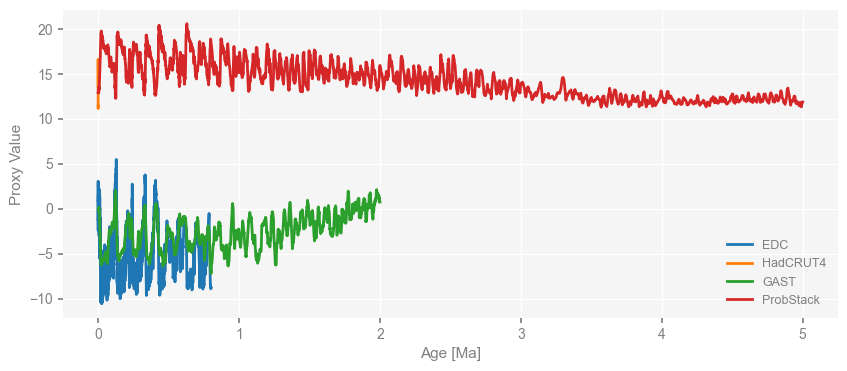 20
15
10
5
0
−5
−10
Proxy Value
0
1
2
3
4
5
Age [Ma]
EDC
HadCRUT4
GAST
ProbStack